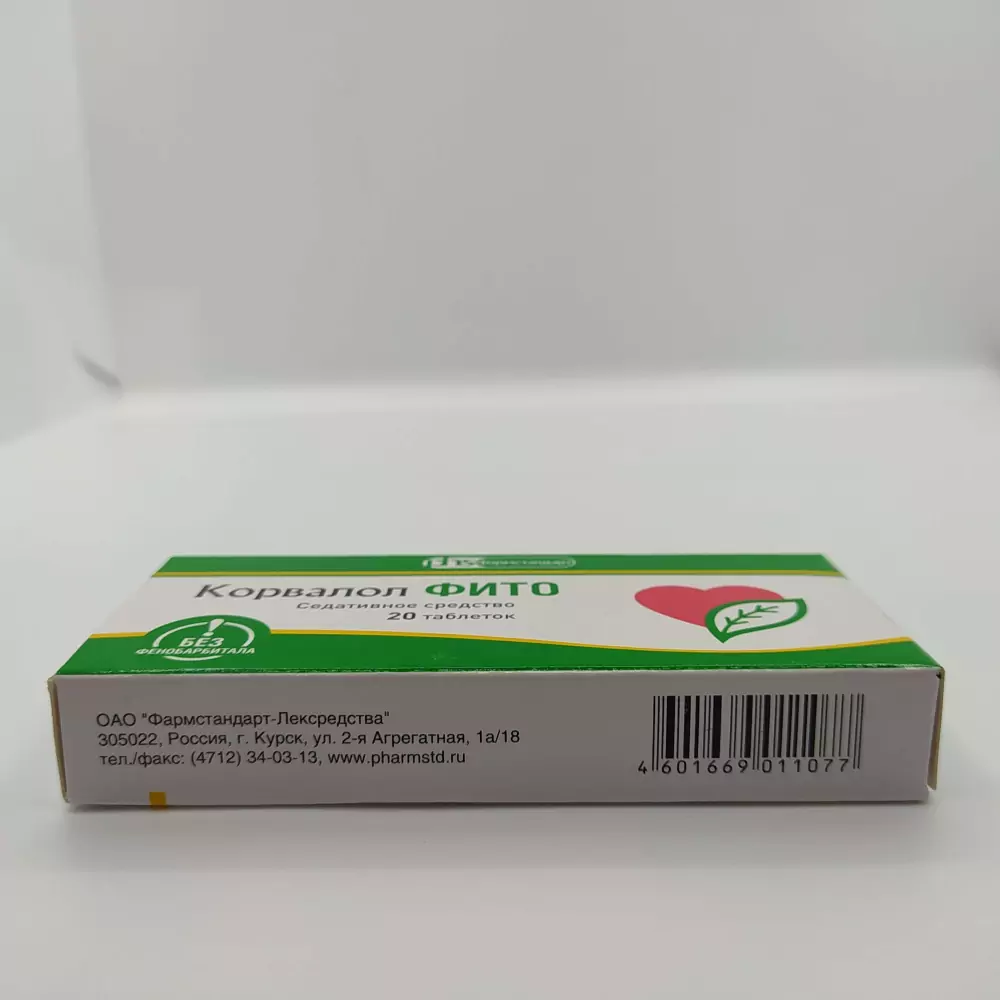 Фармстандарт
Корвалол ФИТО
Седативное средство
20 таблеток
БЕЗ
ФЕНОБАРБИТАЛА
ОАО "Фармстандарт-Лексредства"
305022, Россия, г. Курск, ул. 2-я Агрегатная, 1а/18
тел./факс: (4712) 34-03-13, www.pharmstd.ru
4 601669 011077